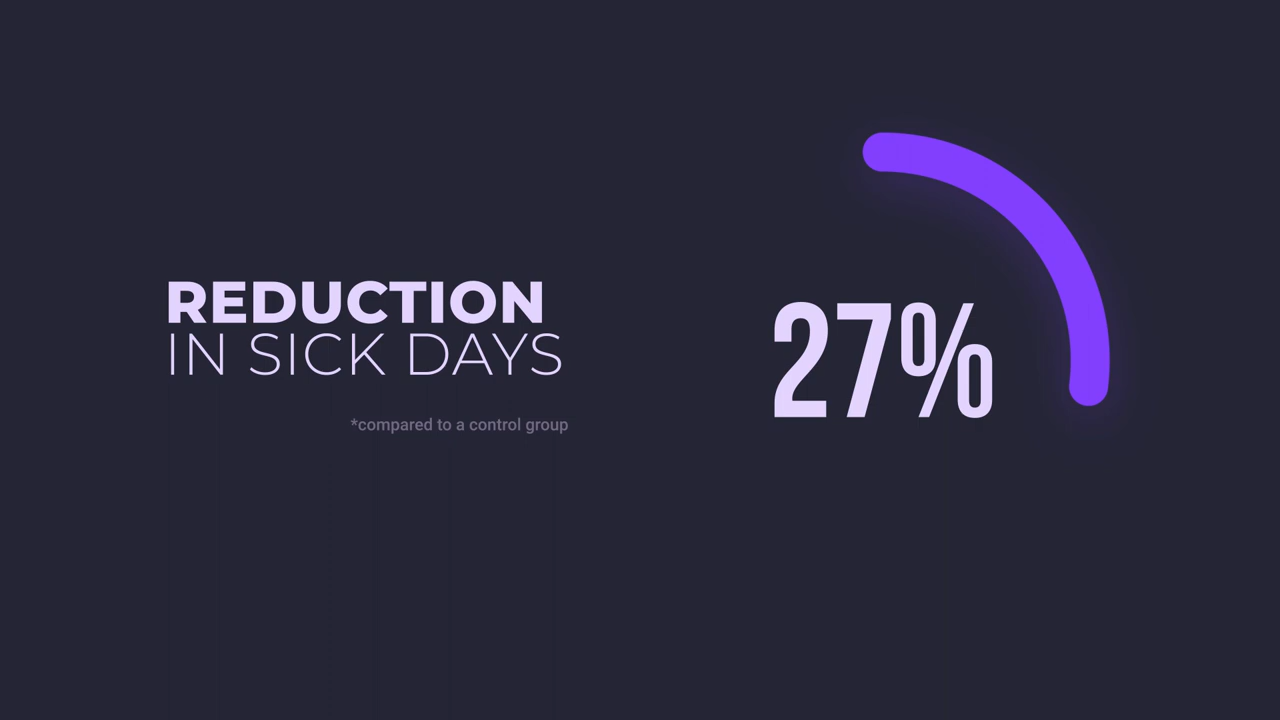 REDUCTION
IN SICK DAYS
*compared to a control group
27%